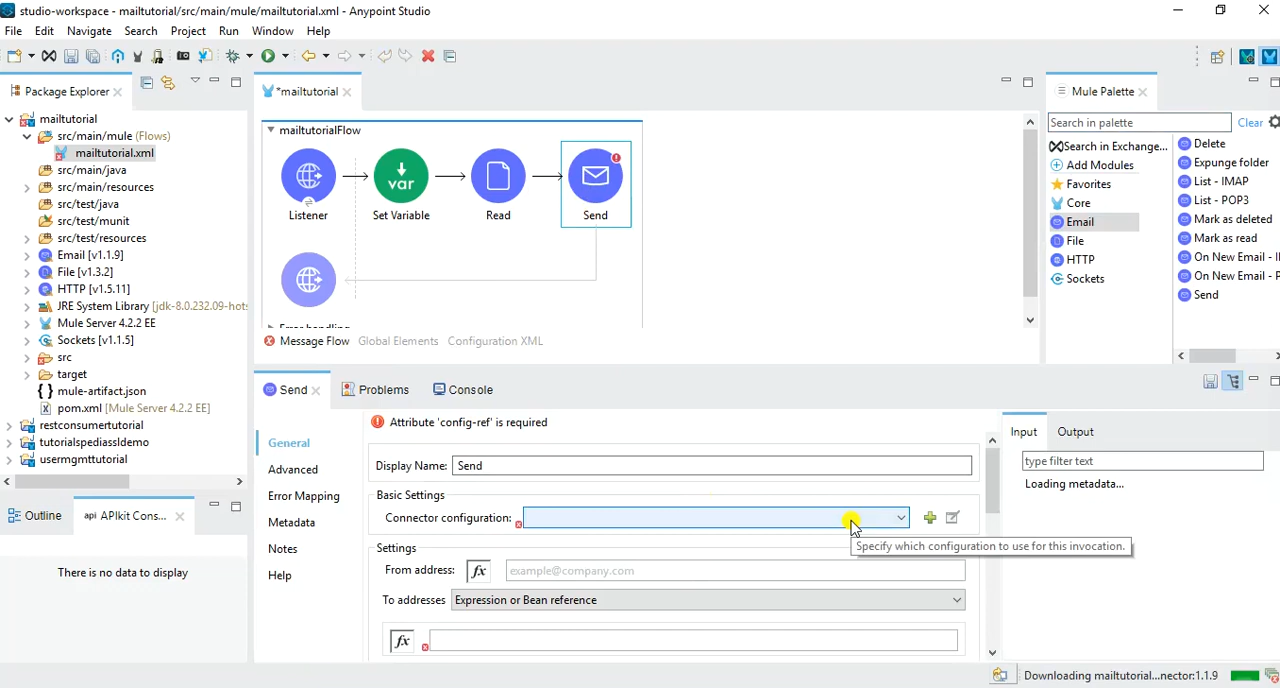 studio-workspace - mailtutorial/src/main/mule/mailtutorial.xml - Anypoint Studio
File Edit Navigate Search Project Run Window Help
Package Explorer
mailtutorial
src/main/mule (Flows)
mailtutorial.xml
src/main/java
src/main/resources
src/test/java
src/test/munit
src/test/resources
Email [v1.1.9]
File [v1.3.2]
HTTP [v1.5.11]
JRE System Library [jdk-8.0.232.09-hots
Mule Server 4.2.2 EE
Sockets [v1.1.5]
src
target
mule-artifact.json
pom.xml [Mule Server 4.2.2 EE]
restconsumertutorial
tutorialspediassldemo
usermgmttutorial
Outline
api APIkit Cons...
There is no data to display
*mailtutorial
mailtutorialFlow
var
Listener
Set Variable
Read
Send
Error handling
Message Flow Global Elements Configuration XML
Mule Palette
Search in palette
Clear
Search in Exchange...
Add Modules
Favorites
Core
Email
File
HTTP
Sockets
Delete
Expunge folder
List - IMAP
List - POP3
Mark as deleted
Mark as read
On New Email - I
On New Email - P
Send
Send
Problems
Console
General
Advanced
Error Mapping
Metadata
Notes
Help
Attribute 'config-ref' is required
Display Name: Send
Basic Settings
Connector configuration:
Specify which configuration to use for this invocation.
Settings
From address: fx example@company.com
To addresses Expression or Bean reference
fx
Input
Output
type filter text
Loading metadata...
Downloading mailtutorial...nector:1.1.9